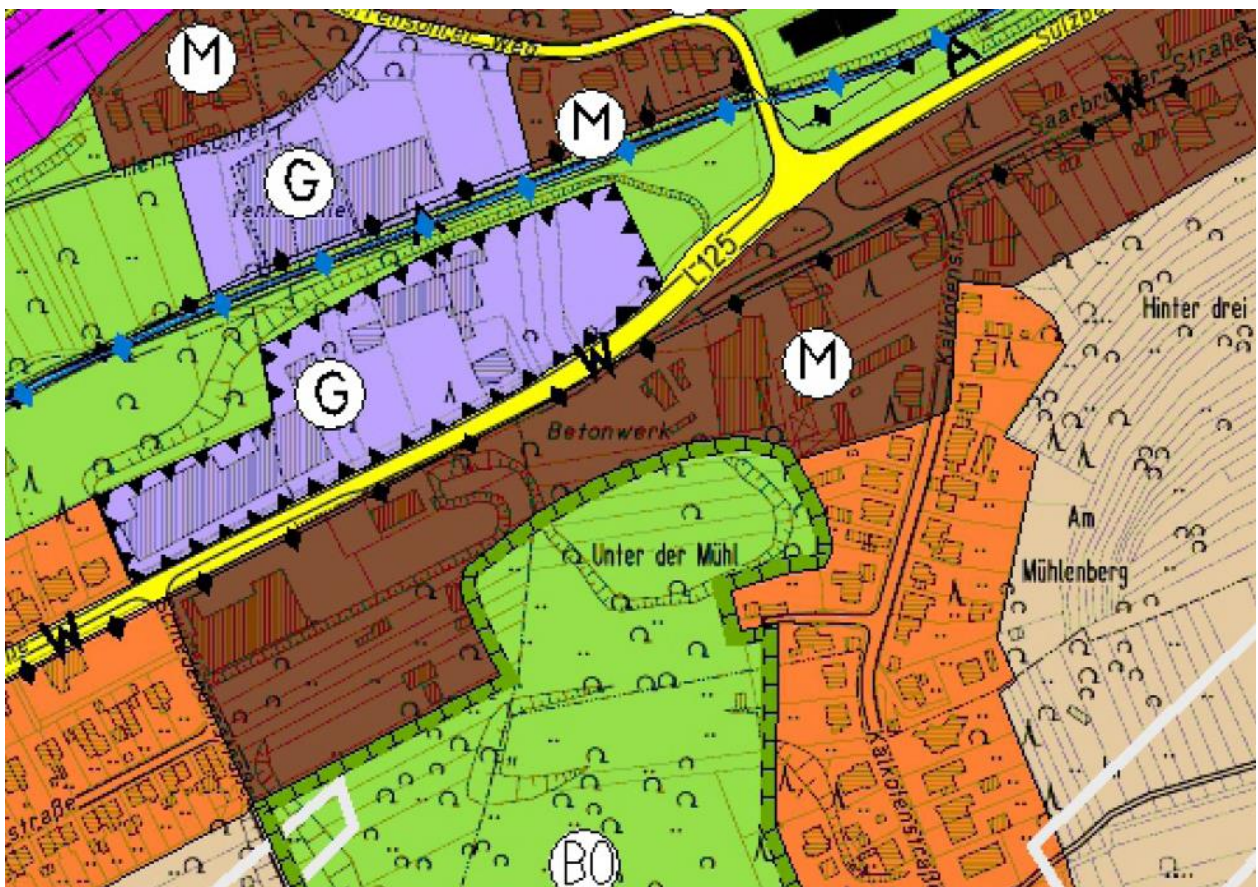 M
M
G
A
Saarbrücker-Straße
W
L125
Kalkofenstr.
Hinter drei
W
M
G
Betonwerk
Am
Mühlenberg
Unter der Mühl
W
straße
Kalkofenstraße
BO